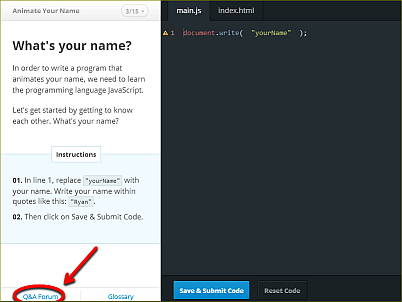 Animate Your Name
3/15
main.js index.html
1 document.write( "yourName" );
What's your name?
In order to write a program that
animates your name, we need to learn
the programming language JavaScript.
Let's get started by getting to know
each other. What's your name?
Instructions
01. In line 1, replace "yourName" with
your name. Write your name within
quotes like this: "Ryan".
02. Then click on Save & Submit Code.
Q&A Forum Glossary
Save & Submit Code Reset Code